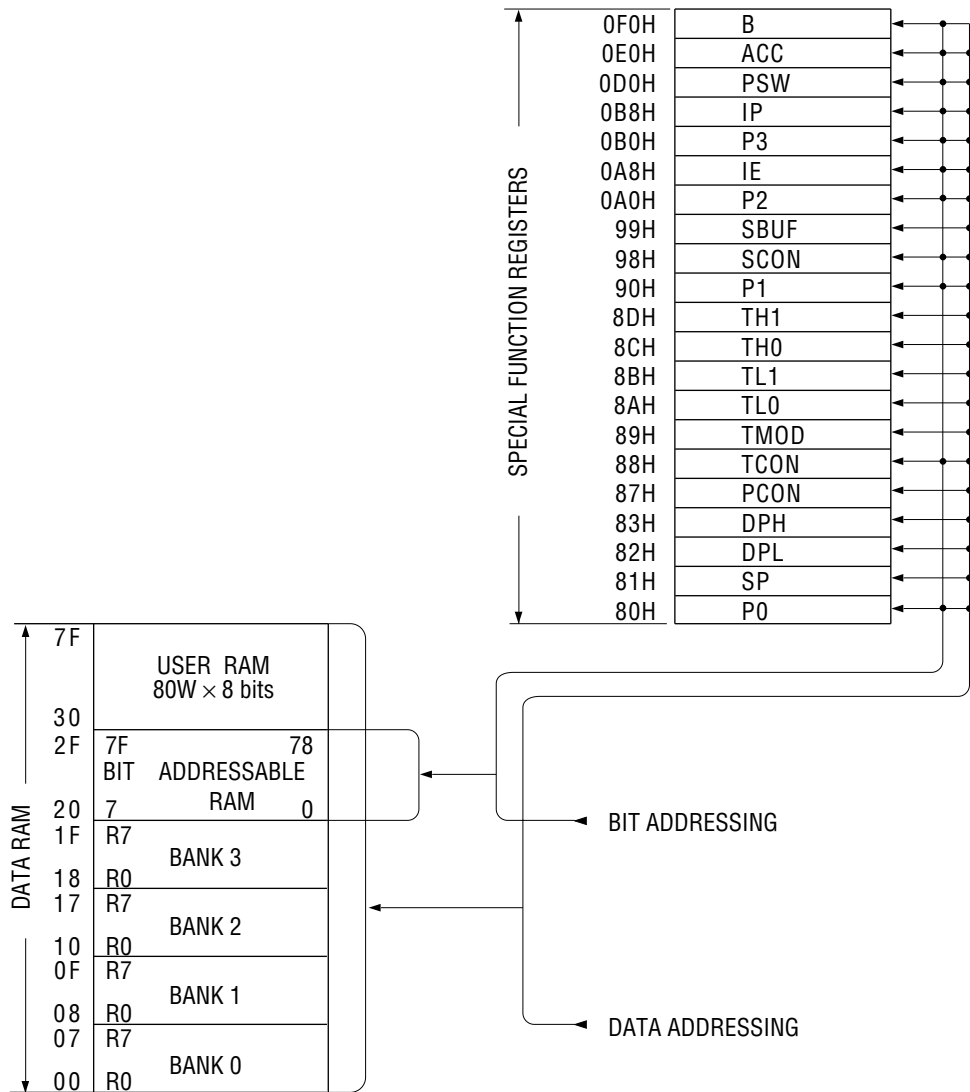 0F0H B
0E0H ACC
0D0H PSW
0B8H IP
0B0H P3
0A8H IE
0A0H P2
99H SBUF
98H SCON
90H P1
8DH TH1
8CH TH0
8BH TL1
8AH TL0
89H TMOD
88H TCON
87H PCON
83H DPH
82H DPL
81H SP
80H P0
SPECIAL FUNCTION REGISTERS
7F
USER RAM
80W × 8 bits
30
2F 7F 78
BIT ADDRESSABLE
RAM
20 7 0
1F R7
BANK 3
18 R0
17 R7
BANK 2
10 R0
0F R7
BANK 1
08 R0
07 R7
BANK 0
00 R0
DATA RAM
BIT ADDRESSING
DATA ADDRESSING